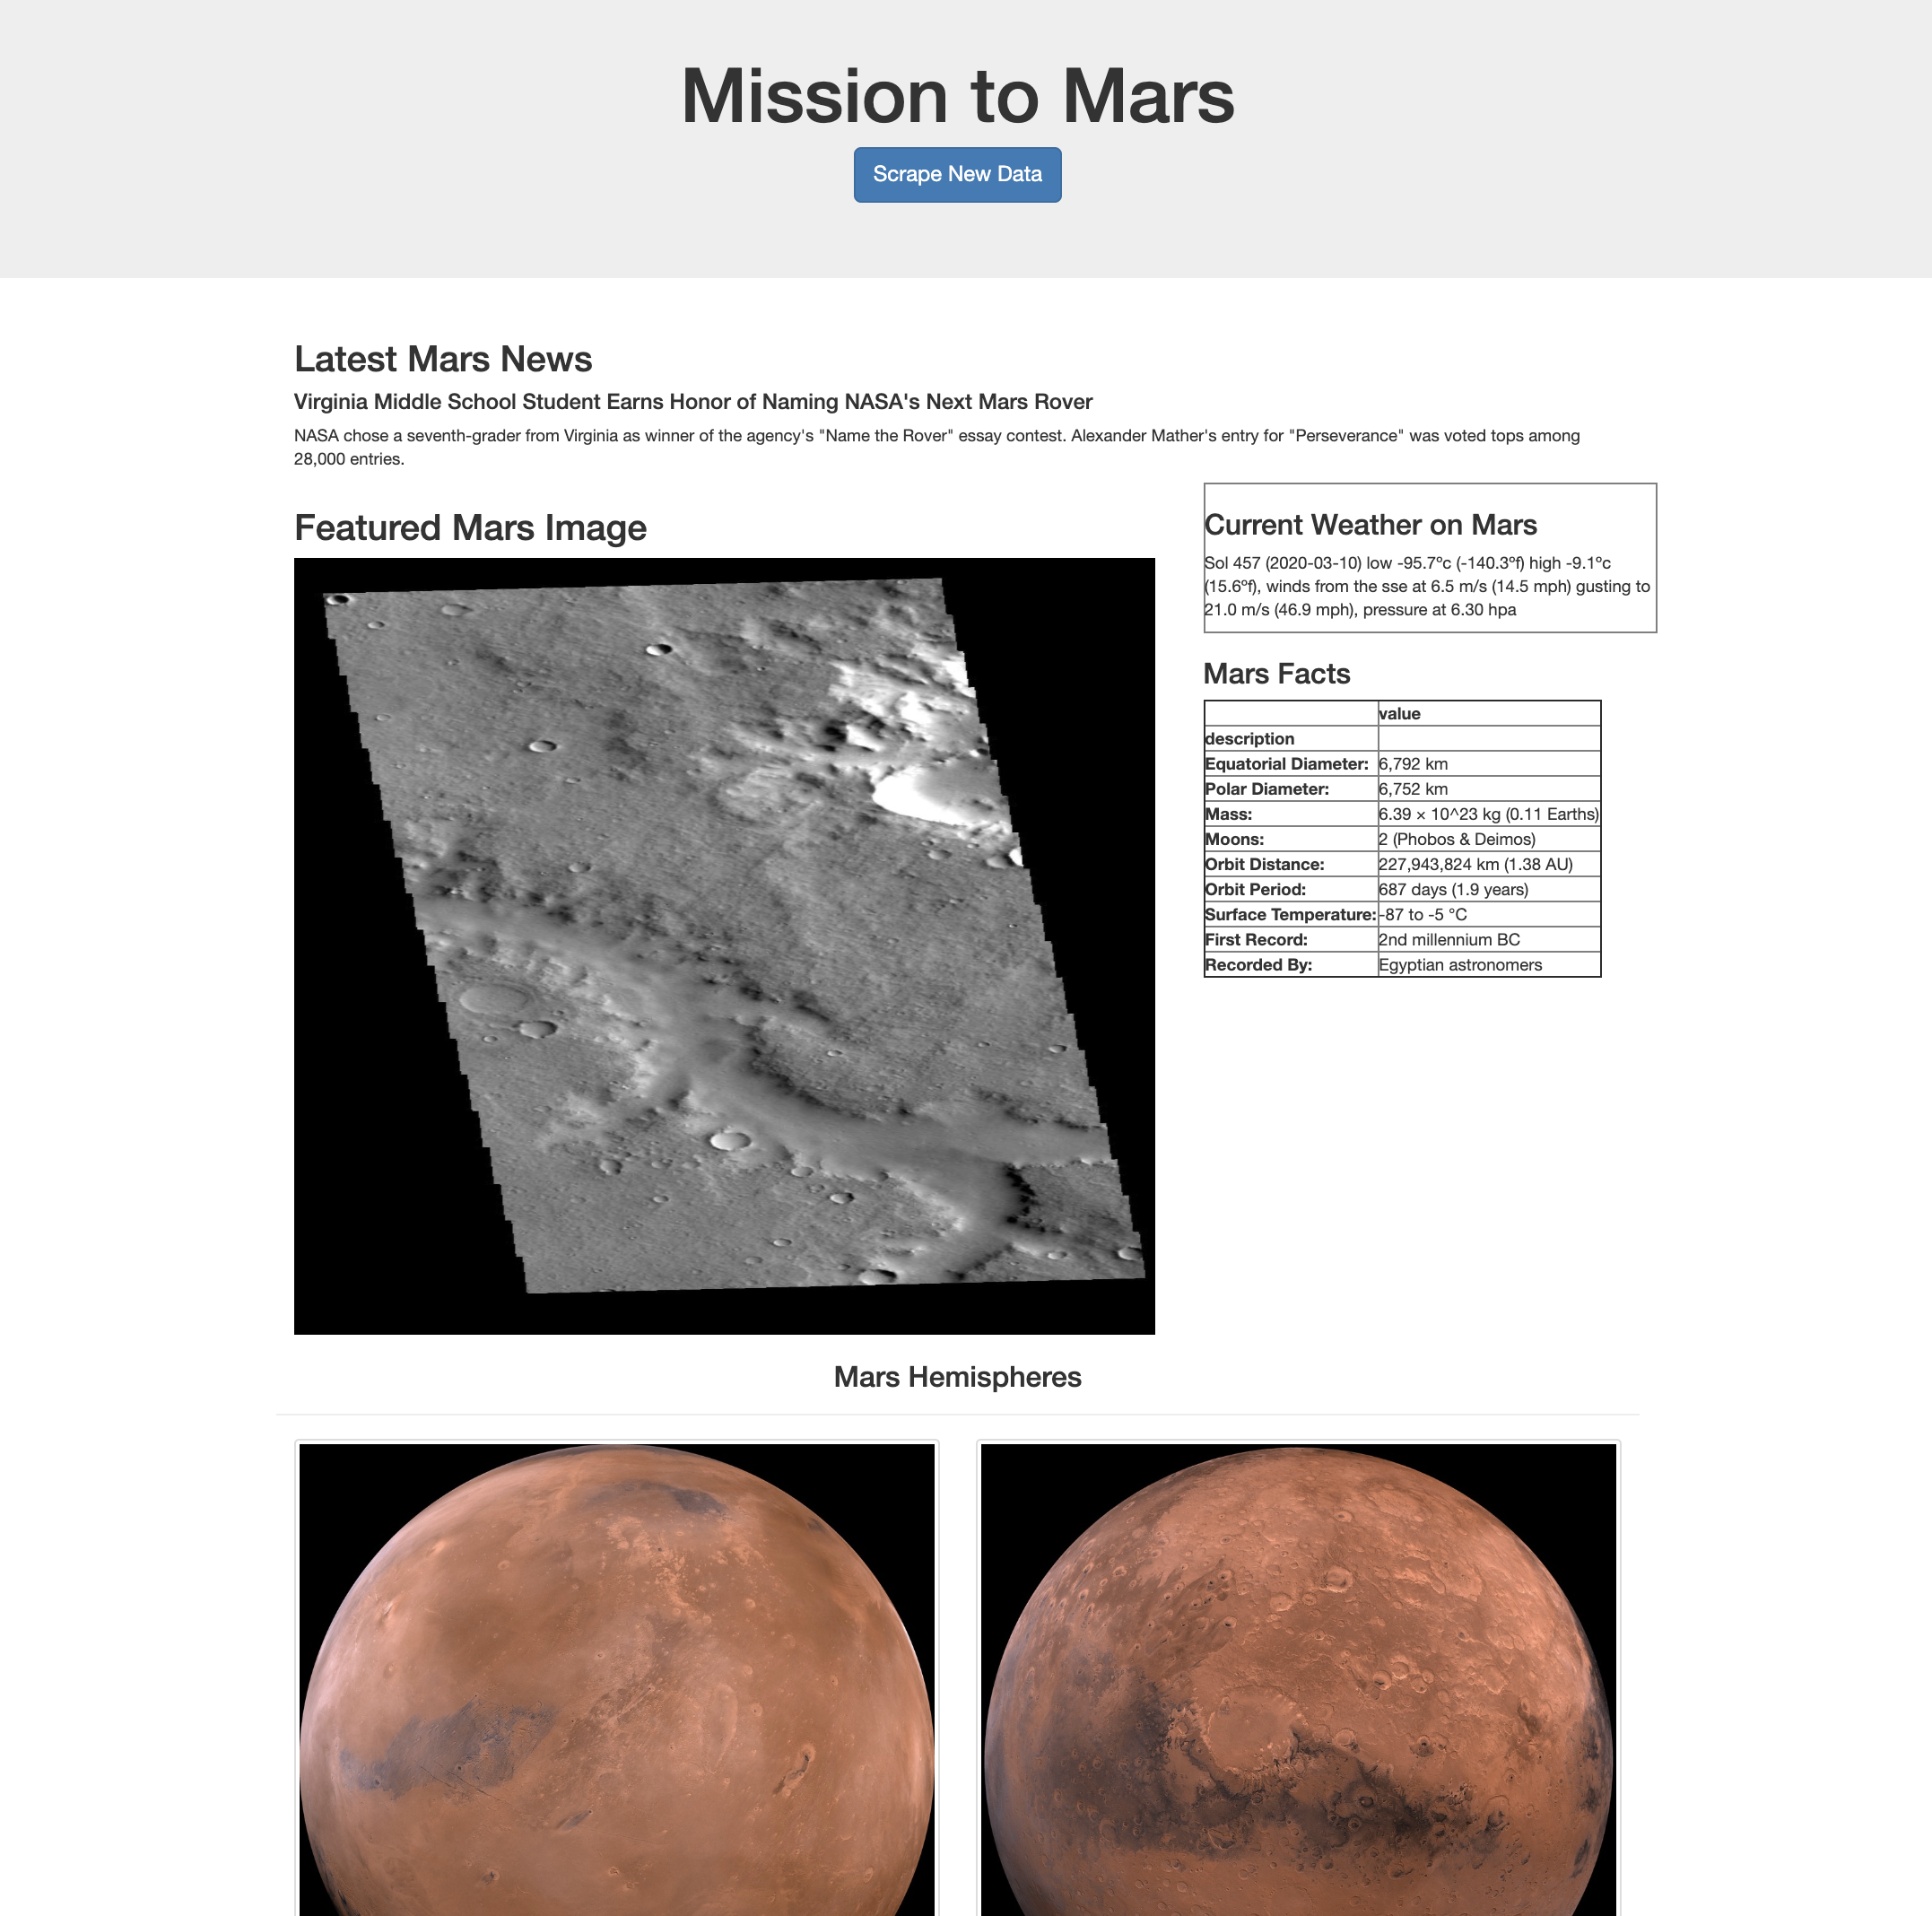 Mission to Mars
Scrape New Data
Latest Mars News
Virginia Middle School Student Earns Honor of Naming NASA's Next Mars Rover
NASA chose a seventh-grader from Virginia as winner of the agency's "Name the Rover" essay contest. Alexander Mather's entry for "Perseverance" was voted tops among
28,000 entries.
Featured Mars Image
Current Weather on Mars
Sol 457 (2020-03-10) low -95.7ºc (-140.3ºf) high -9.1ºc
(15.6ºf), winds from the sse at 6.5 m/s (14.5 mph) gusting to
21.0 m/s (46.9 mph), pressure at 6.30 hpa
Mars Facts
value
description
Equatorial Diameter: 6,792 km
Polar Diameter: 6,752 km
Mass: 6.39 × 10^23 kg (0.11 Earths)
Moons: 2 (Phobos & Deimos)
Orbit Distance: 227,943,824 km (1.38 AU)
Orbit Period: 687 days (1.9 years)
Surface Temperature: -87 to -5 °C
First Record: 2nd millennium BC
Recorded By: Egyptian astronomers
Mars Hemispheres